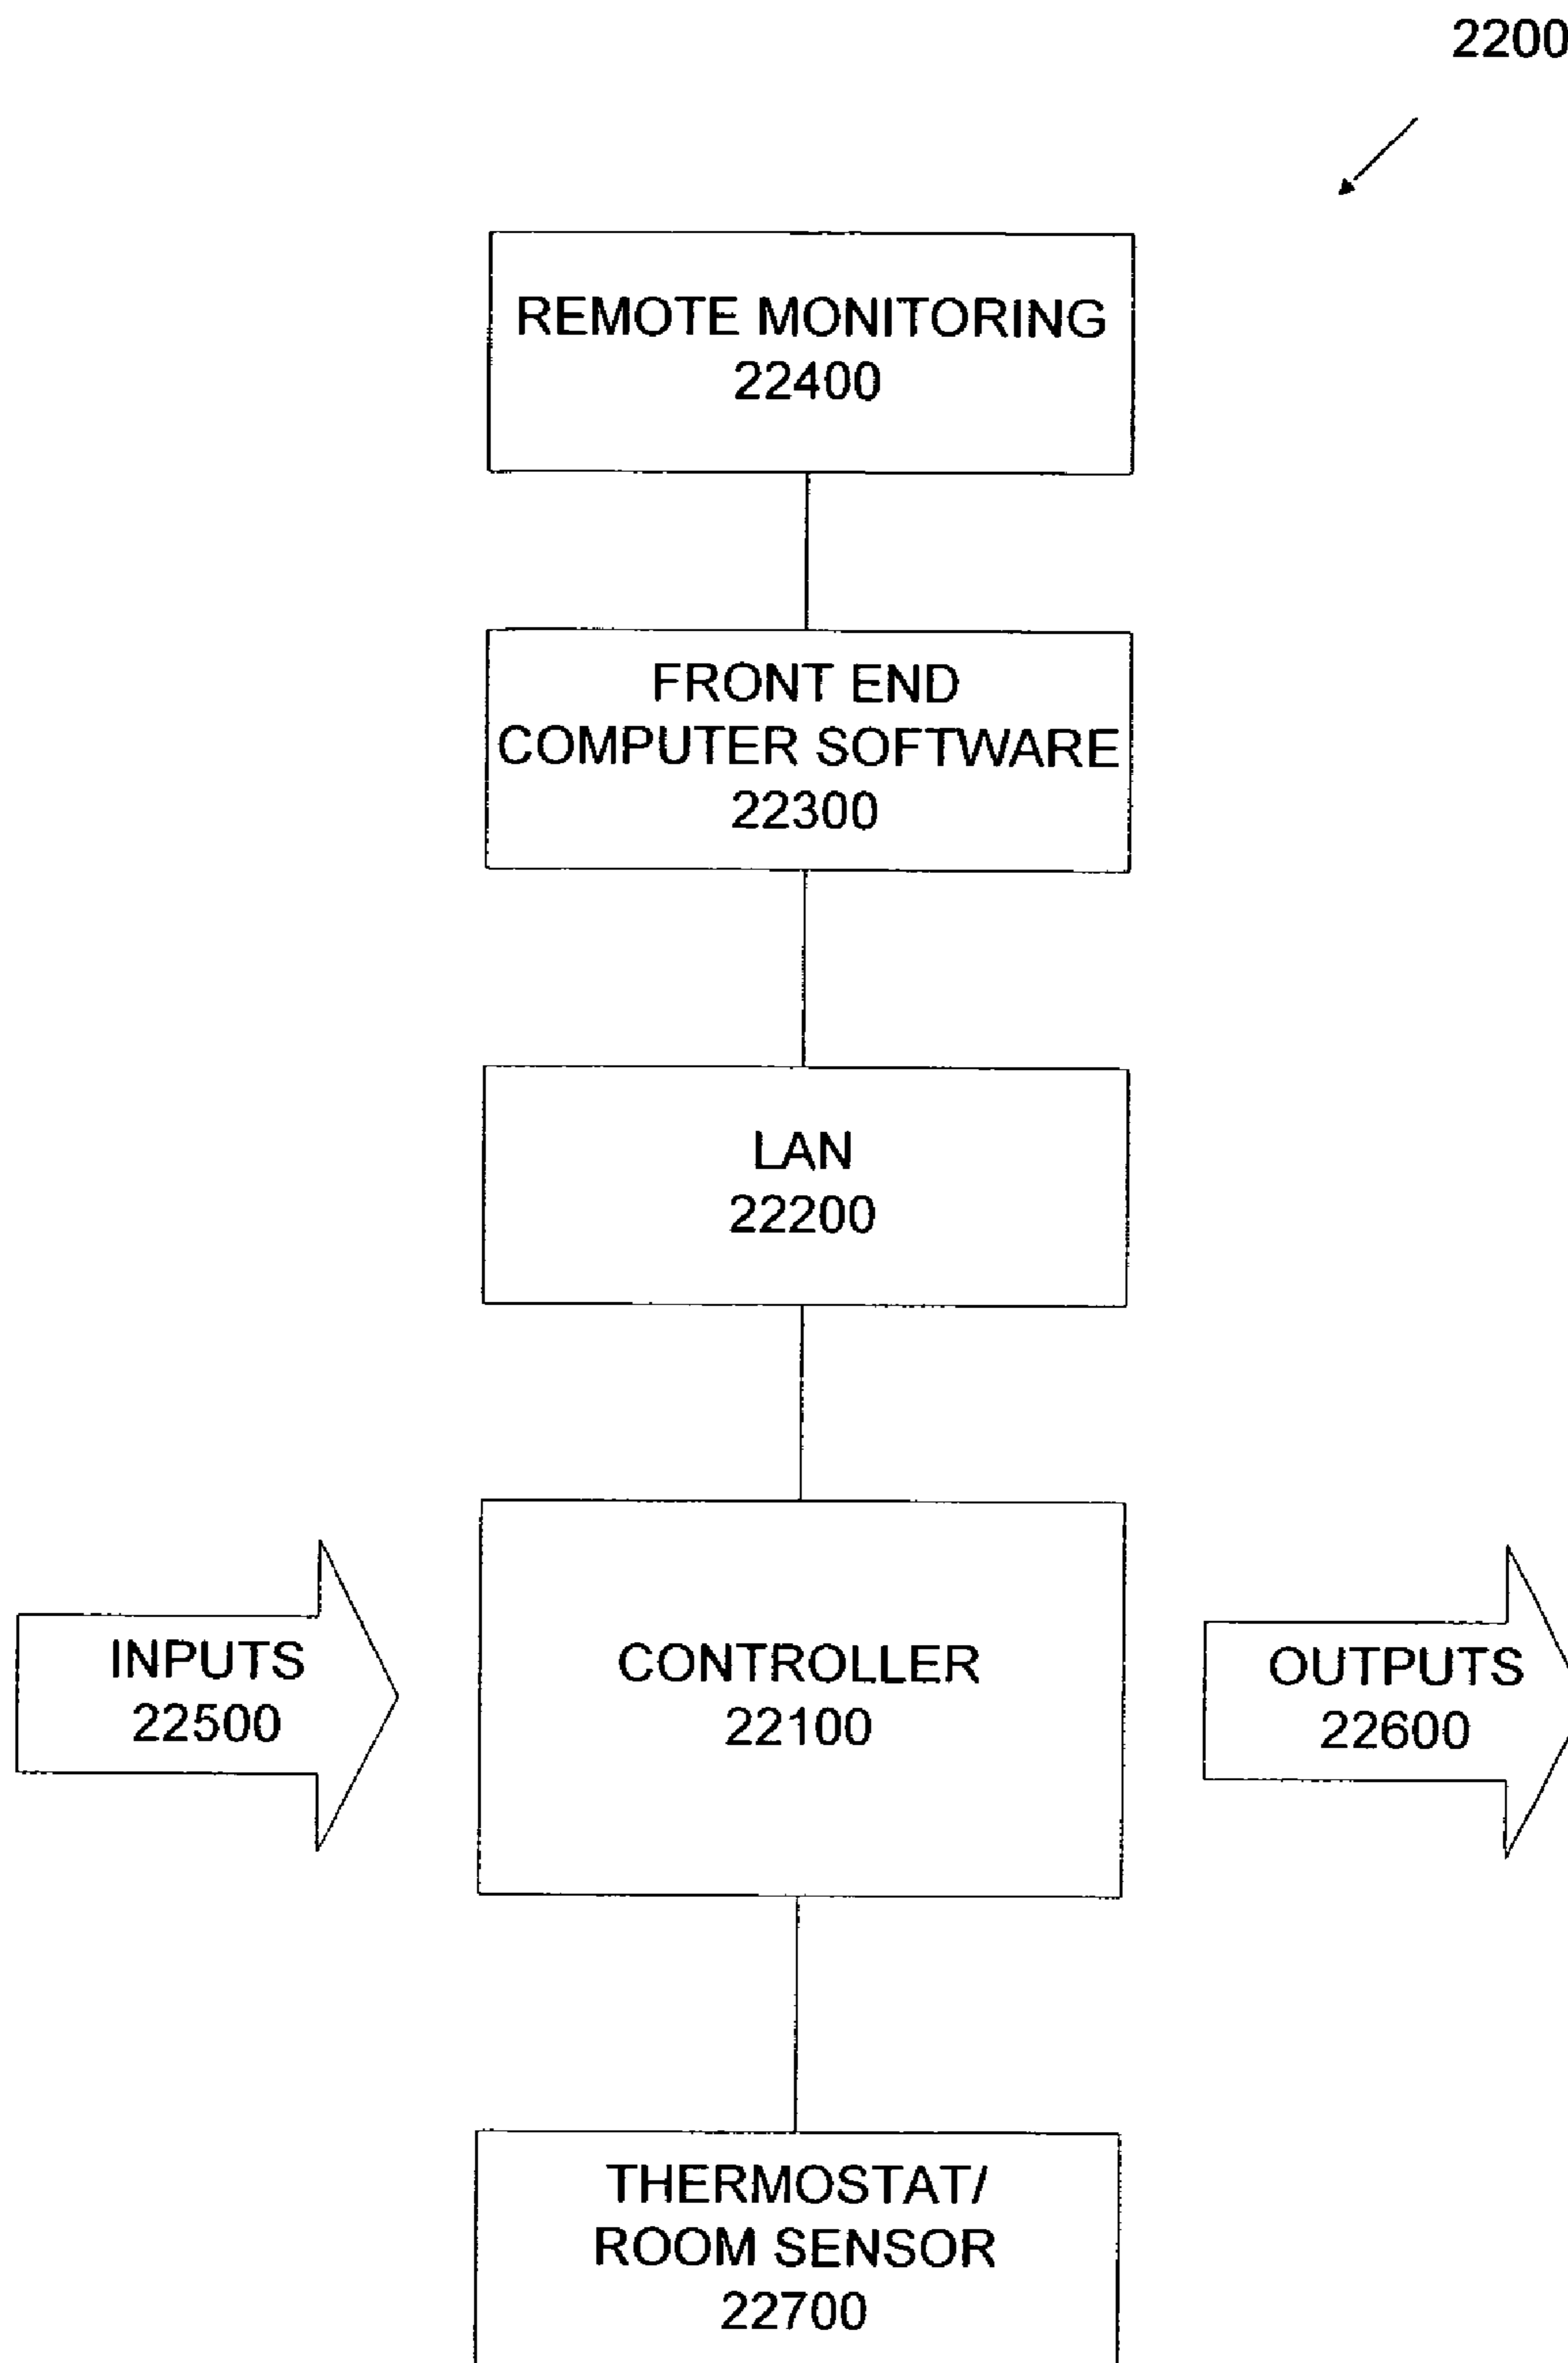 2200
REMOTE MONITORING
22400
FRONT END
COMPUTER SOFTWARE
22300
LAN
22200
INPUTS
22500
CONTROLLER
22100
OUTPUTS
22600
THERMOSTAT/
ROOM SENSOR
22700